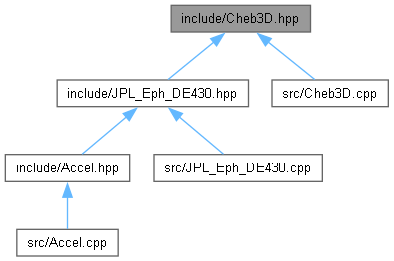 include/Cheb3D.hpp
include/JPL_Eph_DE430.hpp
src/Cheb3D.cpp
include/Accel.hpp
src/JPL_Eph_DE430.cpp
src/Accel.cpp